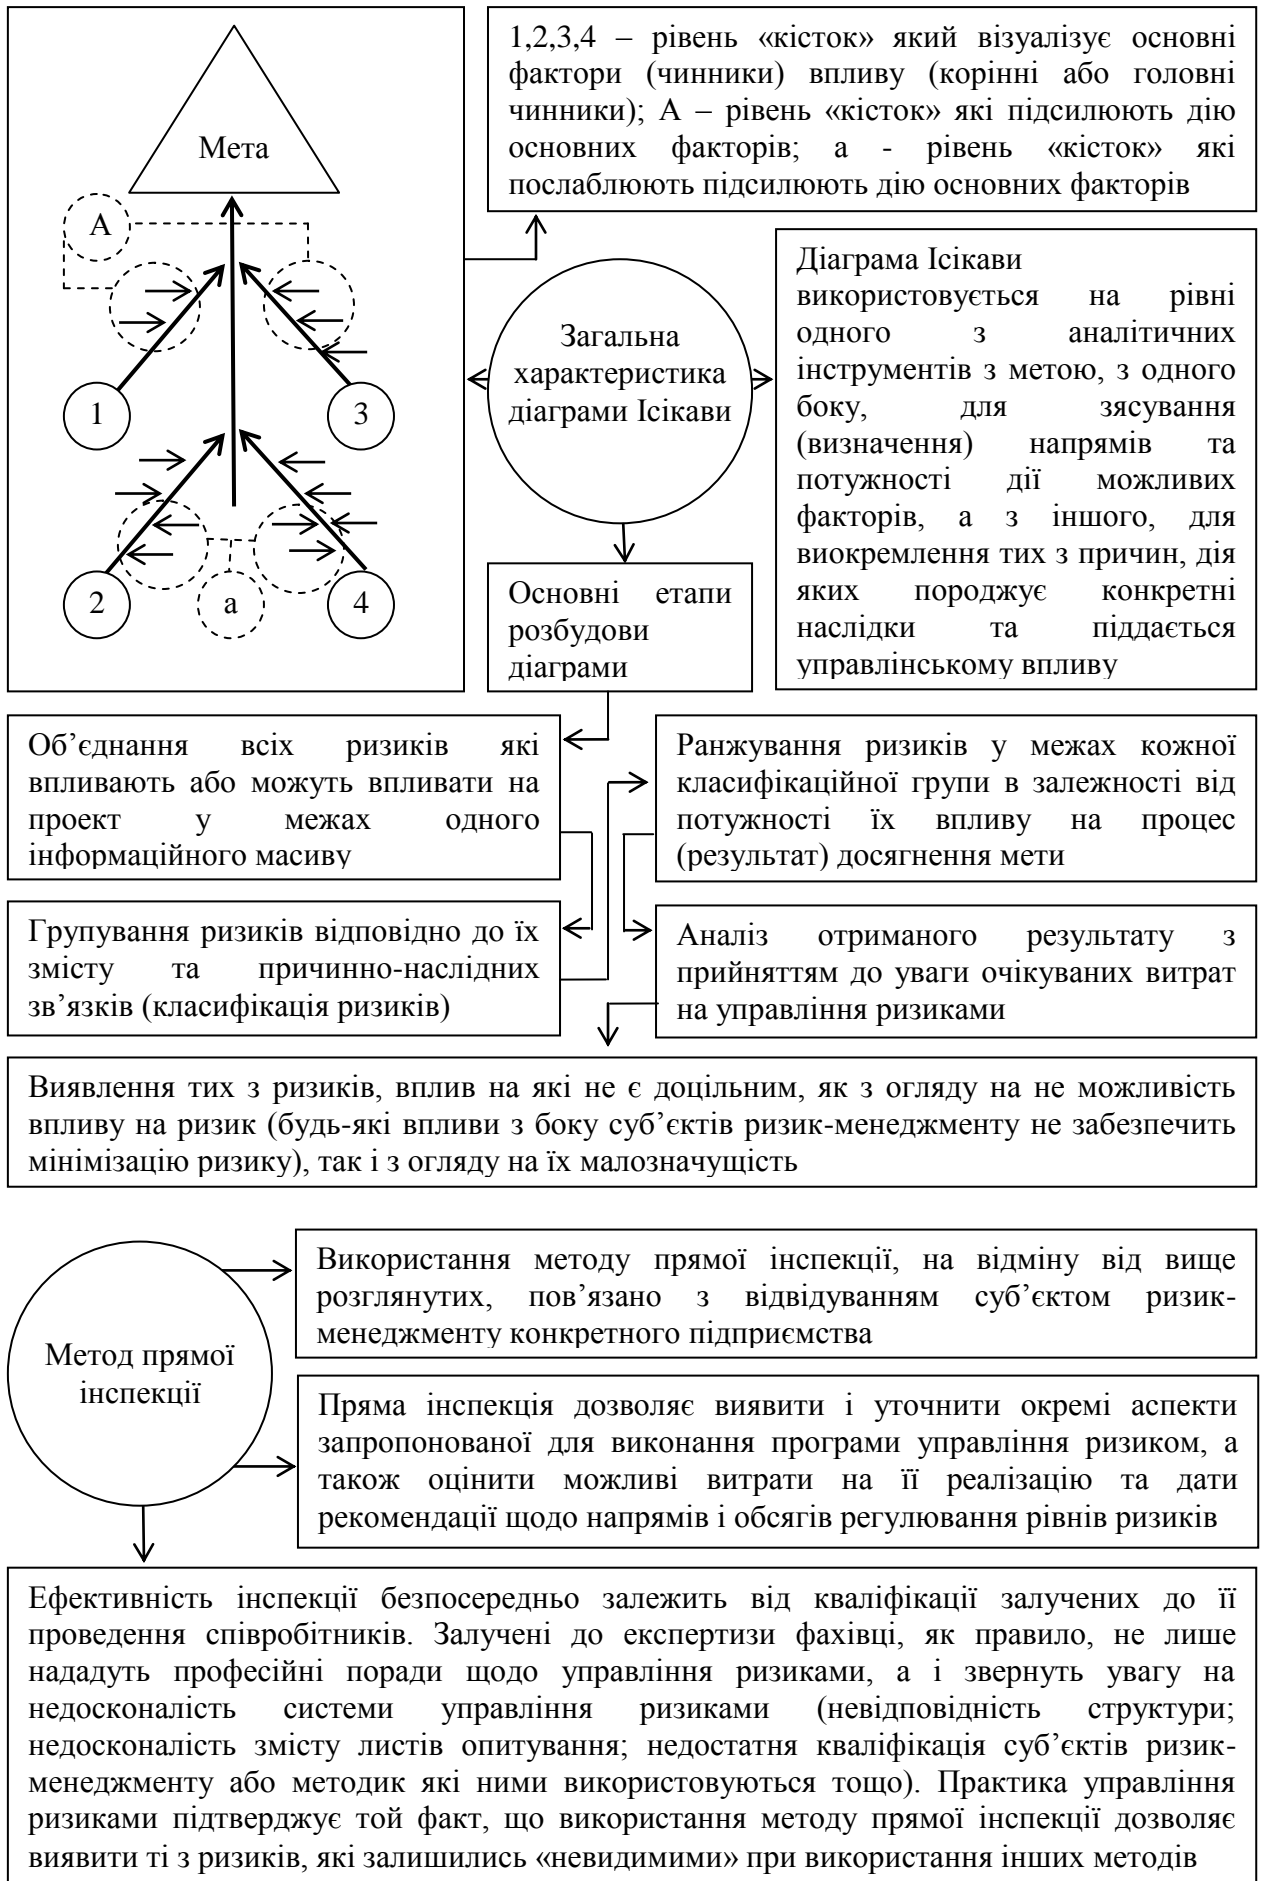 Мета
А
1
3
2
а
4
1,2,3,4 – рівень «кісток» який візуалізує основні
фактори (чинники) впливу (корінні або головні
чинники); А – рівень «кісток» які підсилюють дію
основних факторів; а - рівень «кісток» які
послаблюють підсилюють дію основних факторів
Загальна
характеристика
діаграми Ісікави
Діаграма Ісікави
використовується на рівні
одного з аналітичних
інструментів з метою, з одного
боку, для зясування
(визначення) напрямів та
потужності дії можливих
факторів, а з іншого, для
виокремлення тих з причин, дія
яких породжує конкретні
наслідки та піддається
управлінському впливу
Основні етапи
розбудови
діаграми
Об’єднання всіх ризиків які
впливають або можуть впливати на
проект у межах одного
інформаційного масиву
Групування ризиків відповідно до їх
змісту та причинно-наслідних
зв’язків (класифікація ризиків)
Ранжування ризиків у межах кожної
класифікаційної групи в залежності від
потужності їх впливу на процес
(результат) досягнення мети
Аналіз отриманого результату з
прийняттям до уваги очікуваних витрат
на управління ризиками
Виявлення тих з ризиків, вплив на які не є доцільним, як з огляду на не можливість
впливу на ризик (будь-які впливи з боку суб’єктів ризик-менеджменту не забезпечить
мінімізацію ризику), так і з огляду на їх малозначущість
Метод прямої
інспекції
Використання методу прямої інспекції, на відміну від вище
розглянутих, пов’язано з відвідуванням суб’єктом ризик-
менеджменту конкретного підприємства
Пряма інспекція дозволяє виявити і уточнити окремі аспекти
запропонованої для виконання програми управління ризиком, а
також оцінити можливі витрати на її реалізацію та дати
рекомендації щодо напрямів і обсягів регулювання рівнів ризиків
Ефективність інспекції безпосередньо залежить від кваліфікації залучених до її
проведення співробітників. Залучені до експертизи фахівці, як правило, не лише
нададуть професійні поради щодо управління ризиками, а і звернуть увагу на
недосконалість системи управління ризиками (невідповідність структури;
недосконалість змісту листів опитування; недостатня кваліфікація суб’єктів ризик-
менеджменту або методик які ними використовуються тощо). Практика управління
ризиками підтверджує той факт, що використання методу прямої інспекції дозволяє
виявити ті з ризиків, які залишились «невидимими» при використання інших методів